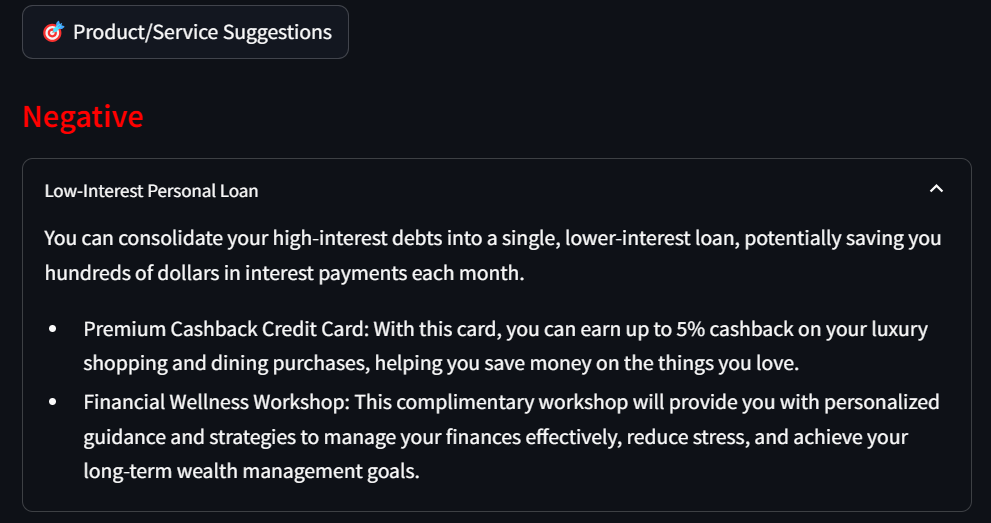 🎯 Product/Service Suggestions
Negative
Low-Interest Personal Loan
You can consolidate your high-interest debts into a single, lower-interest loan, potentially saving you
hundreds of dollars in interest payments each month.
• Premium Cashback Credit Card: With this card, you can earn up to 5% cashback on your luxury
shopping and dining purchases, helping you save money on the things you love.
• Financial Wellness Workshop: This complimentary workshop will provide you with personalized
guidance and strategies to manage your finances effectively, reduce stress, and achieve your
long-term wealth management goals.